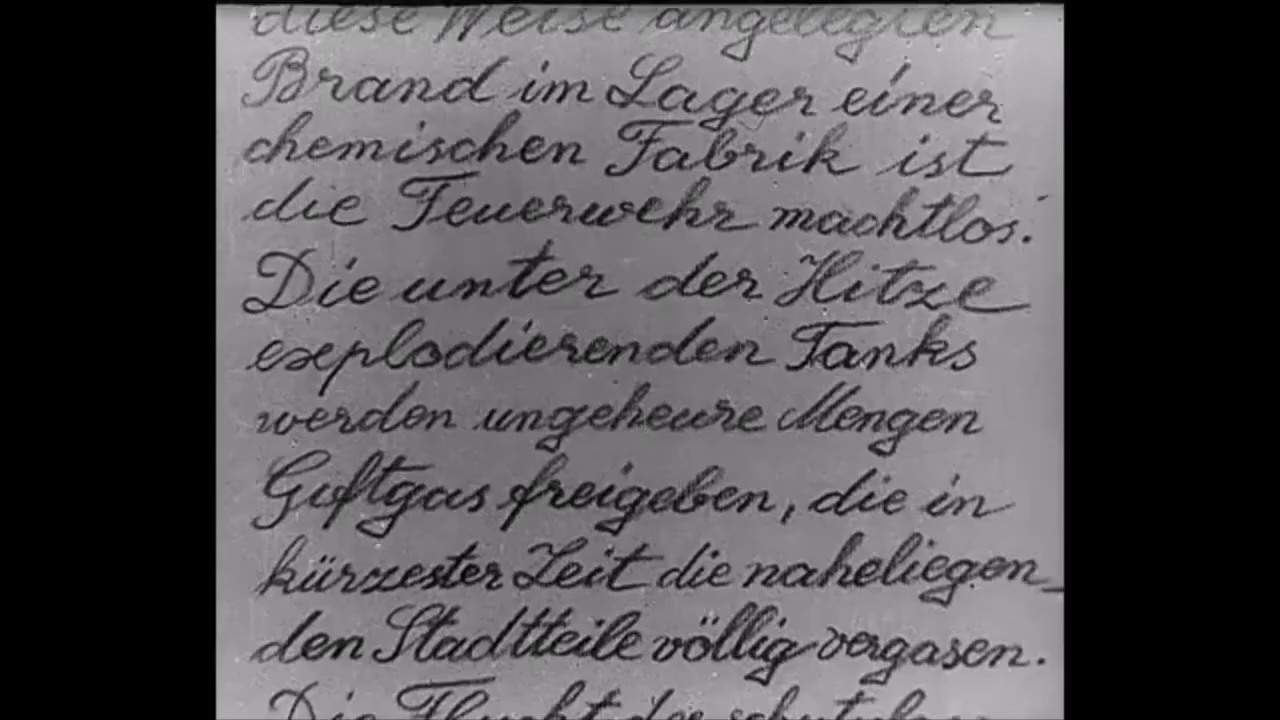 diese Weise angelegten
Brand im Lager einer
chemischen Fabrik ist
die Feuerwehr machtlos.
Die unter der Hitze
explodierenden Tanks
werden ungeheure Mengen
Giftgas freigeben, die in
kürzester Zeit die naheliegen-
den Stadtteile völlig vergasen.
Die Flucht der